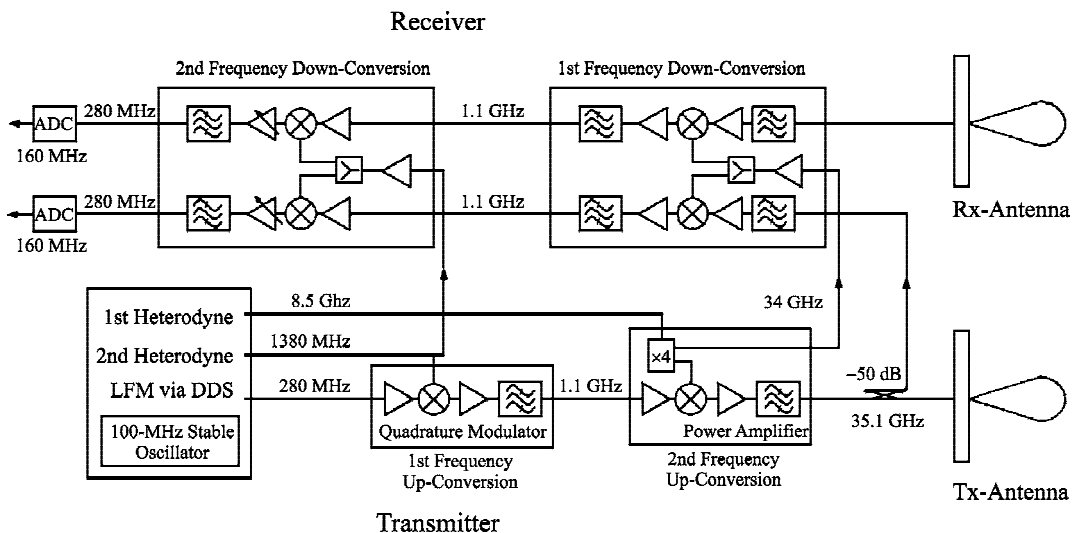 Receiver
2nd Frequency Down-Conversion
1st Frequency Down-Conversion
ADC
280 MHz
1.1 GHz
160 MHz
ADC
280 MHz
1.1 GHz
160 MHz
Rx-Antenna
1st Heterodyne
8.5 Ghz
34 GHz
2nd Heterodyne
1380 MHz
×4
LFM via DDS
280 MHz
1.1 GHz
−50 dB
35.1 GHz
100-MHz Stable
Oscillator
Quadrature Modulator
Power Amplifier
1st Frequency
Up-Conversion
2nd Frequency
Up-Conversion
Tx-Antenna
Transmitter